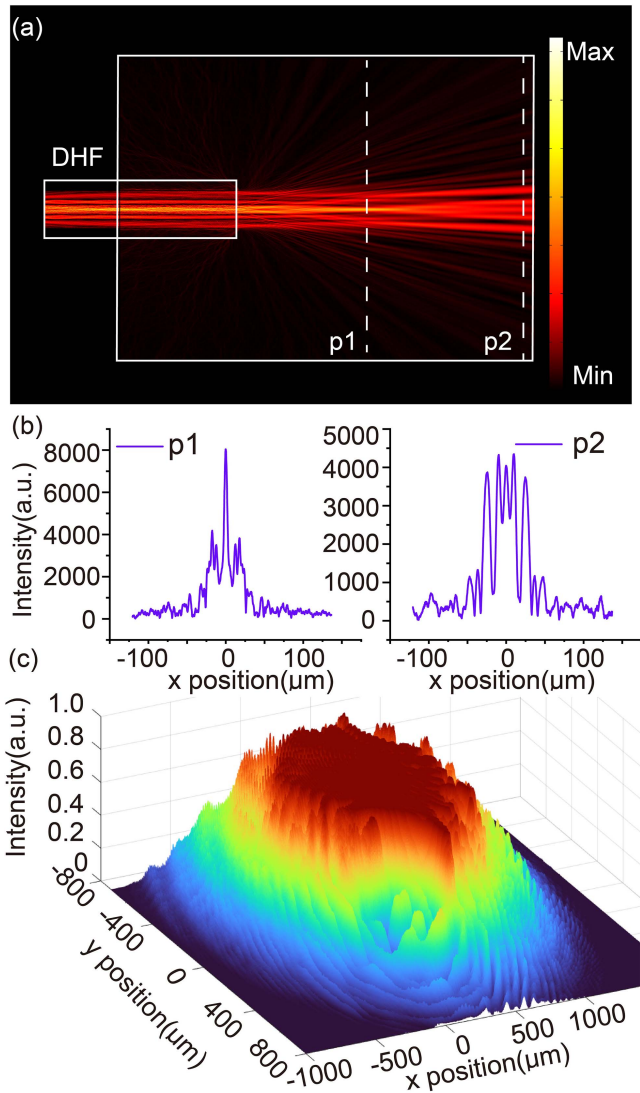 (a)
Max
DHF
p1
p2
Min
(b)
p1
p2
8000
6000
4000
2000
0
Intensity(a.u.)
-100
0
100
x position(μm)
5000
4000
3000
2000
1000
0
-100
0
100
x position(μm)
(c)
1.0
0.8
0.6
0.4
0.2
0
Intensity(a.u.)
-800
-400
0
400
800
y position(μm)
-1000
-500
0
500
1000
x position(μm)